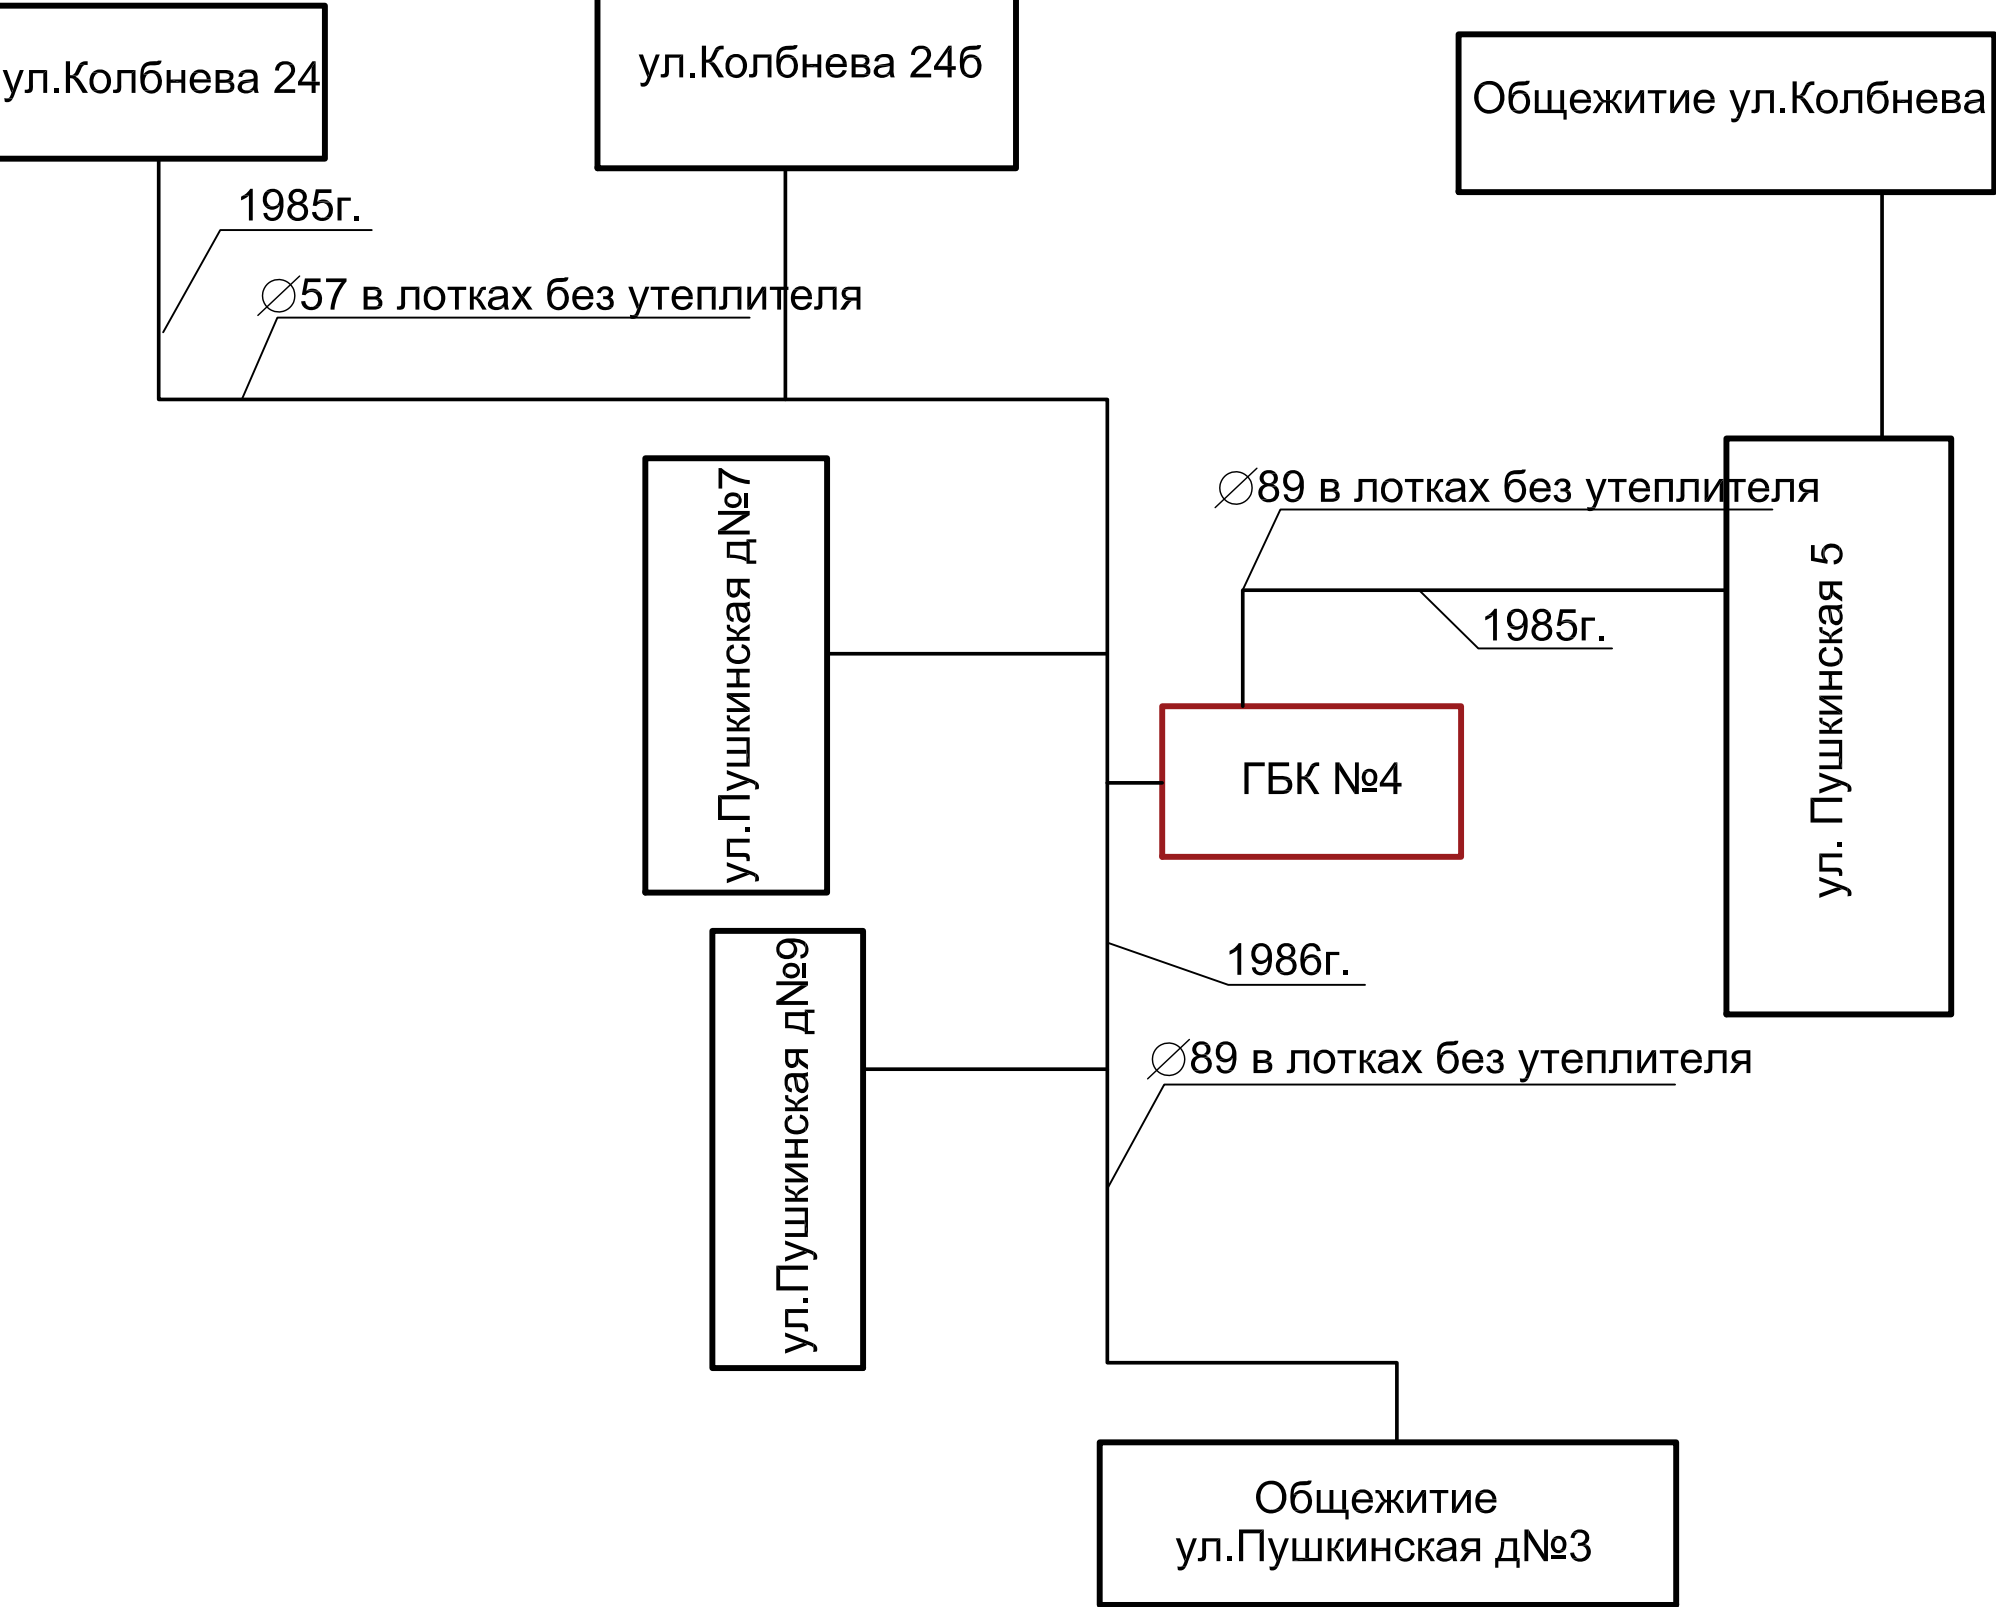 ул.Колбнева 24
ул.Колбнева 24б
Общежитие ул.Колбнева
1985г.
∅57 в лотках без утеплителя
ул.Пушкинская д№7
∅89 в лотках без утеплителя
1985г.
ул. Пушкинская 5
ГБК №4
ул.Пушкинская д№9
1986г.
∅89 в лотках без утеплителя
Общежитие
ул.Пушкинская д№3